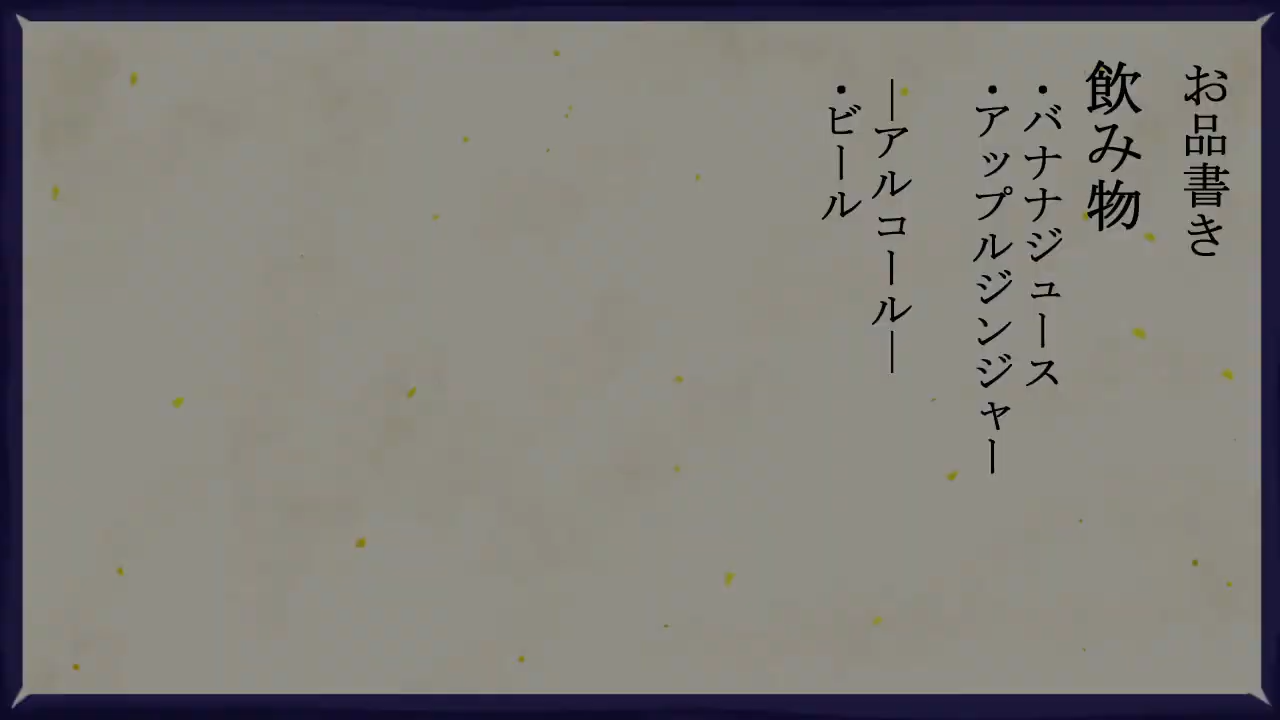 お品書き
飲み物
・バナナジュース
・アップルジンジャー
―アルコール―
・ビール